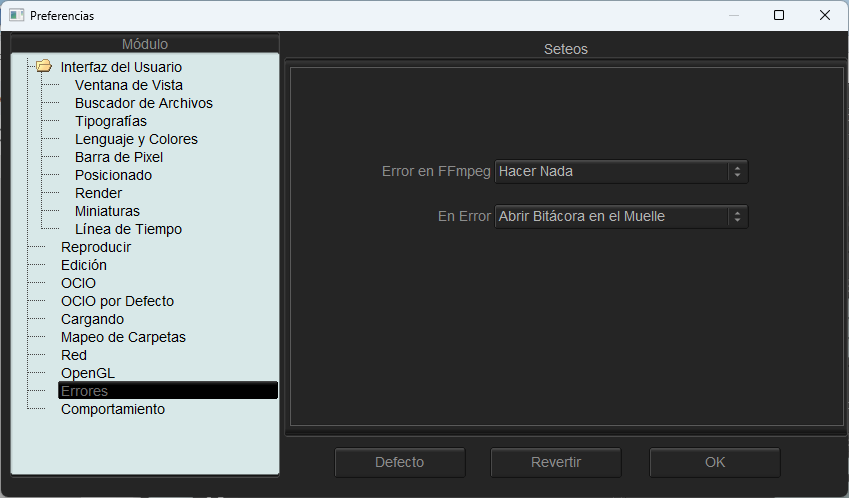 Preferencias
Módulo
Interfaz del Usuario
Ventana de Vista
Buscador de Archivos
Tipografías
Lenguaje y Colores
Barra de Pixel
Posicionado
Render
Miniaturas
Línea de Tiempo
Reproducir
Edición
OCIO
OCIO por Defecto
Cargando
Mapeo de Carpetas
Red
OpenGL
Errores
Comportamiento
Seteos
Error en FFmpeg Hacer Nada
En Error Abrir Bitácora en el Muelle
Defecto Revertir OK